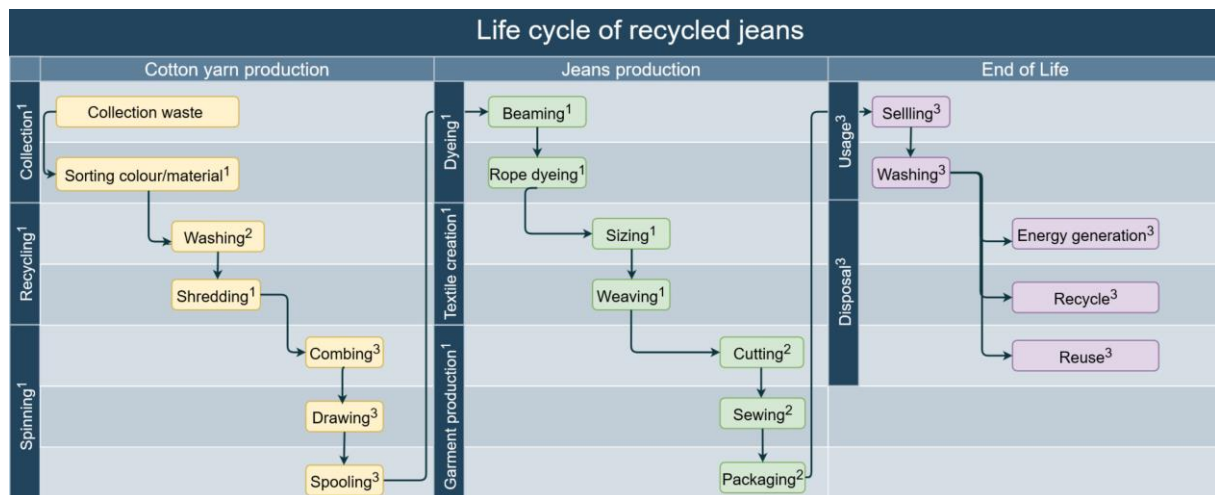 Life cycle of recycled jeans
Cotton yarn production
Jeans production
End of Life
Collection¹
Collection waste
Sorting colour/material¹
Recycling¹
Washing²
Shredding¹
Spinning¹
Combing³
Drawing³
Spooling³
Dyeing¹
Beaming¹
Rope dyeing¹
Textile creation¹
Sizing¹
Weaving¹
Garment production¹
Cutting²
Sewing²
Packaging²
Usage³
Sellling³
Washing³
Disposal³
Energy generation³
Recycle³
Reuse³